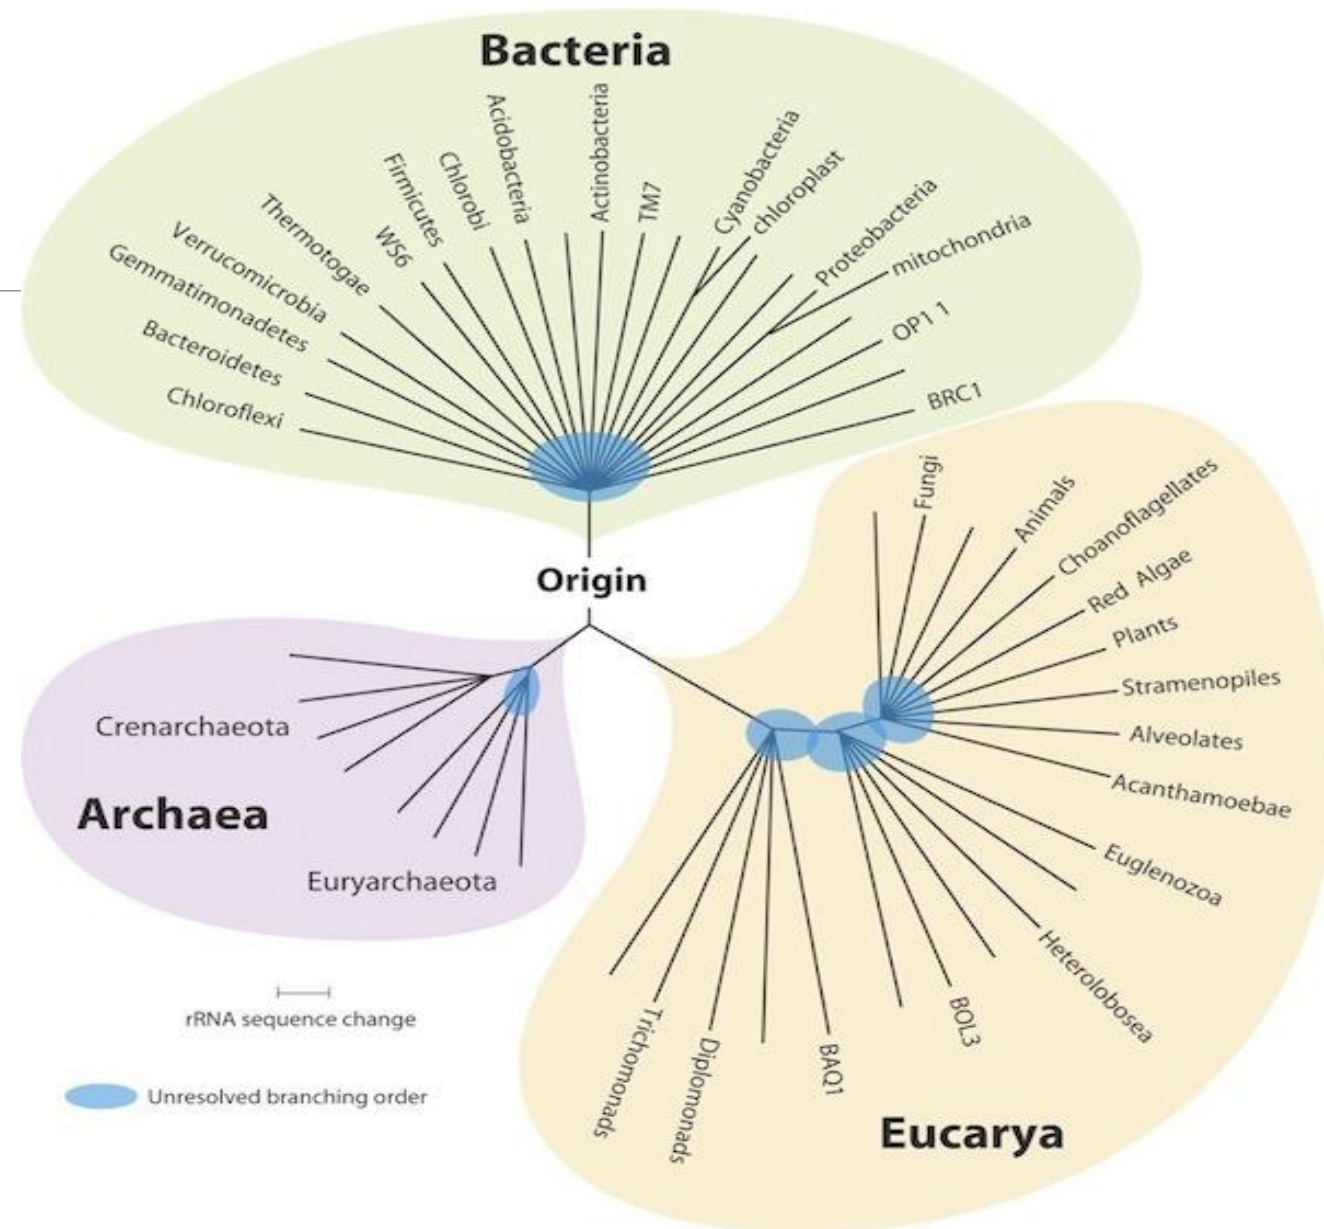 Bacteria
Chloroflexi
Bacteroidetes
Gemmatimonadetes
Verrucomicrobia
Thermotogae
WS6
Firmicutes
Chlorobi
Acidobacteria
Actinobacteria
TM7
Cyanobacteria
chloroplast
Proteobacteria
mitochondria
OP1 1
BRC1
Origin
Fungi
Animals
Choanoflagellates
Red Algae
Plants
Stramenopiles
Alveolates
Acanthamoebae
Euglenozoa
Heterolobosea
BOL3
BAQ1
Diplomonads
Trichomonads
Eucarya
Crenarchaeota
Archaea
Euryarchaeota
rRNA sequence change
Unresolved branching order